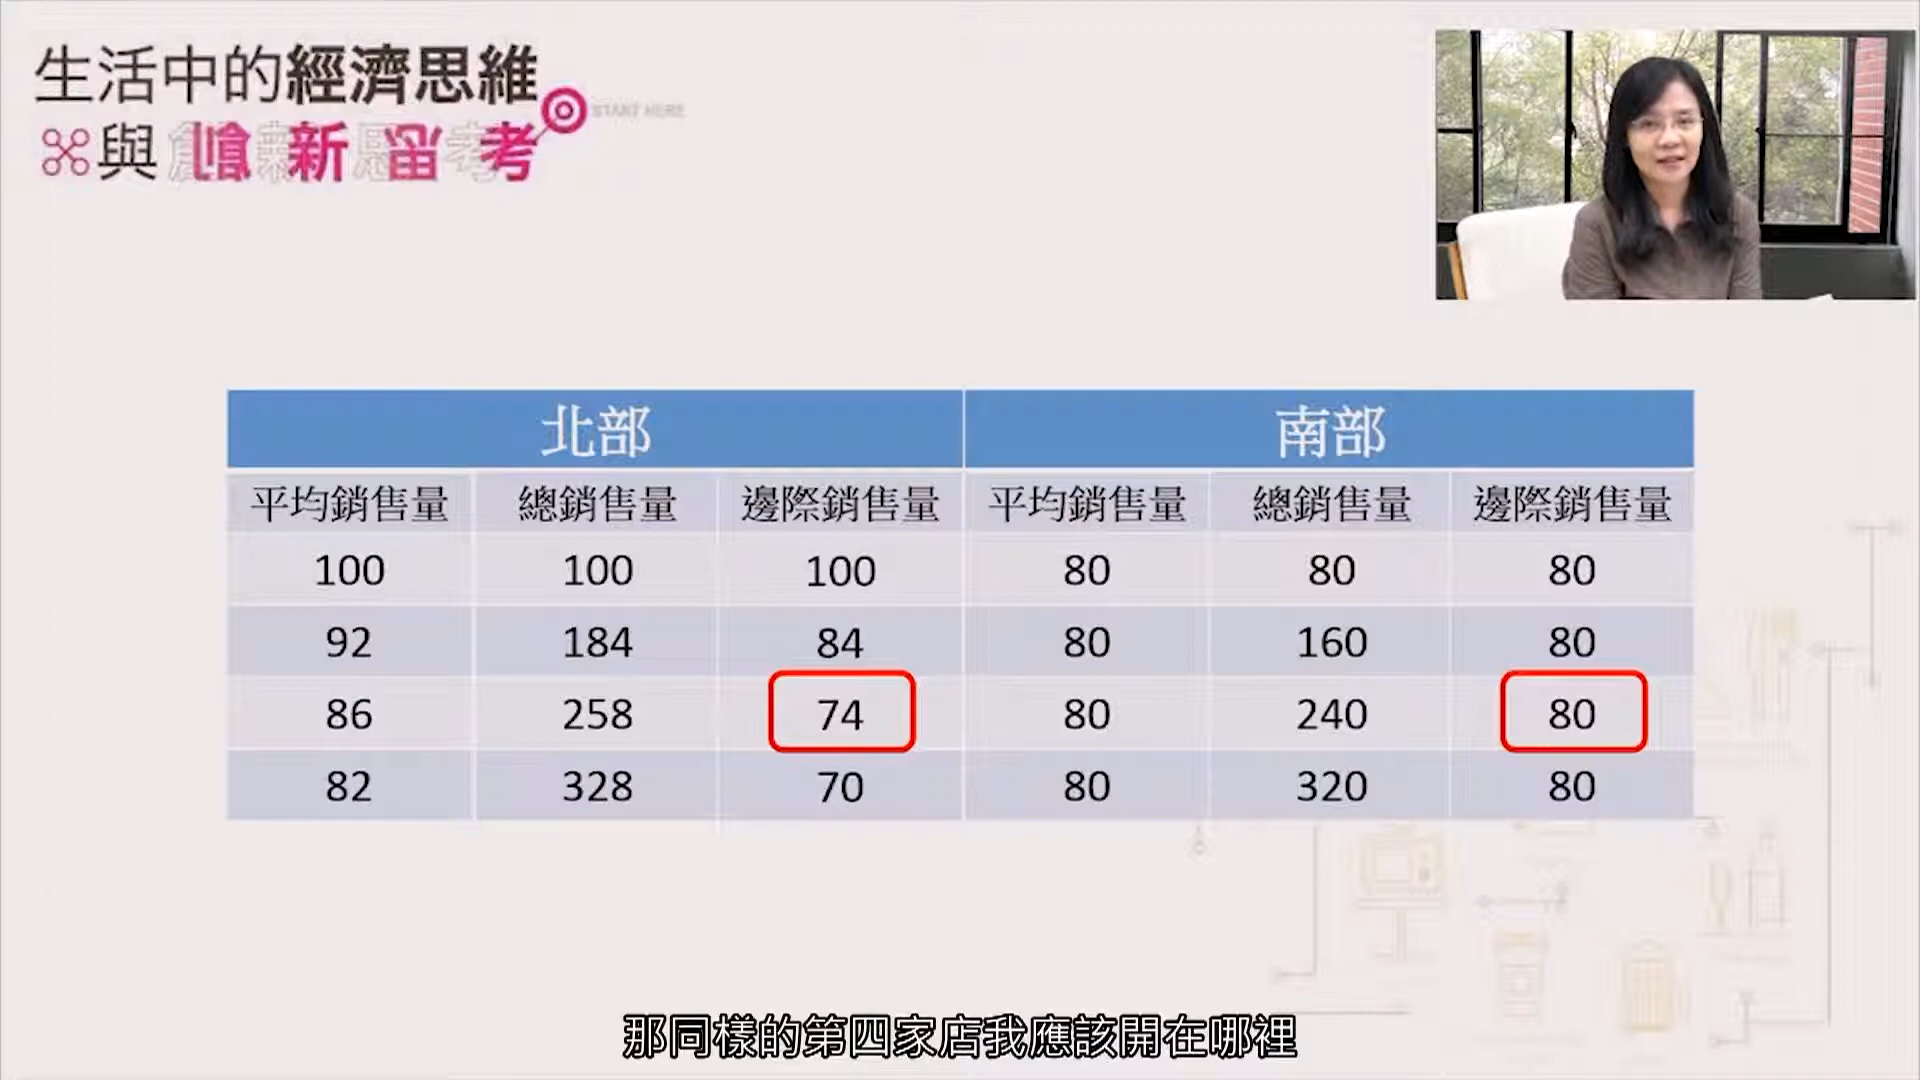 生活中的經濟思維
與
新
考
START HERE
北部 南部
平均銷售量 總銷售量 邊際銷售量 平均銷售量 總銷售量 邊際銷售量
100 100 100 80 80 80
92 184 84 80 160 80
86 258 74 80 240 80
82 328 70 80 320 80
那同樣的第四家店我應該開在哪裡